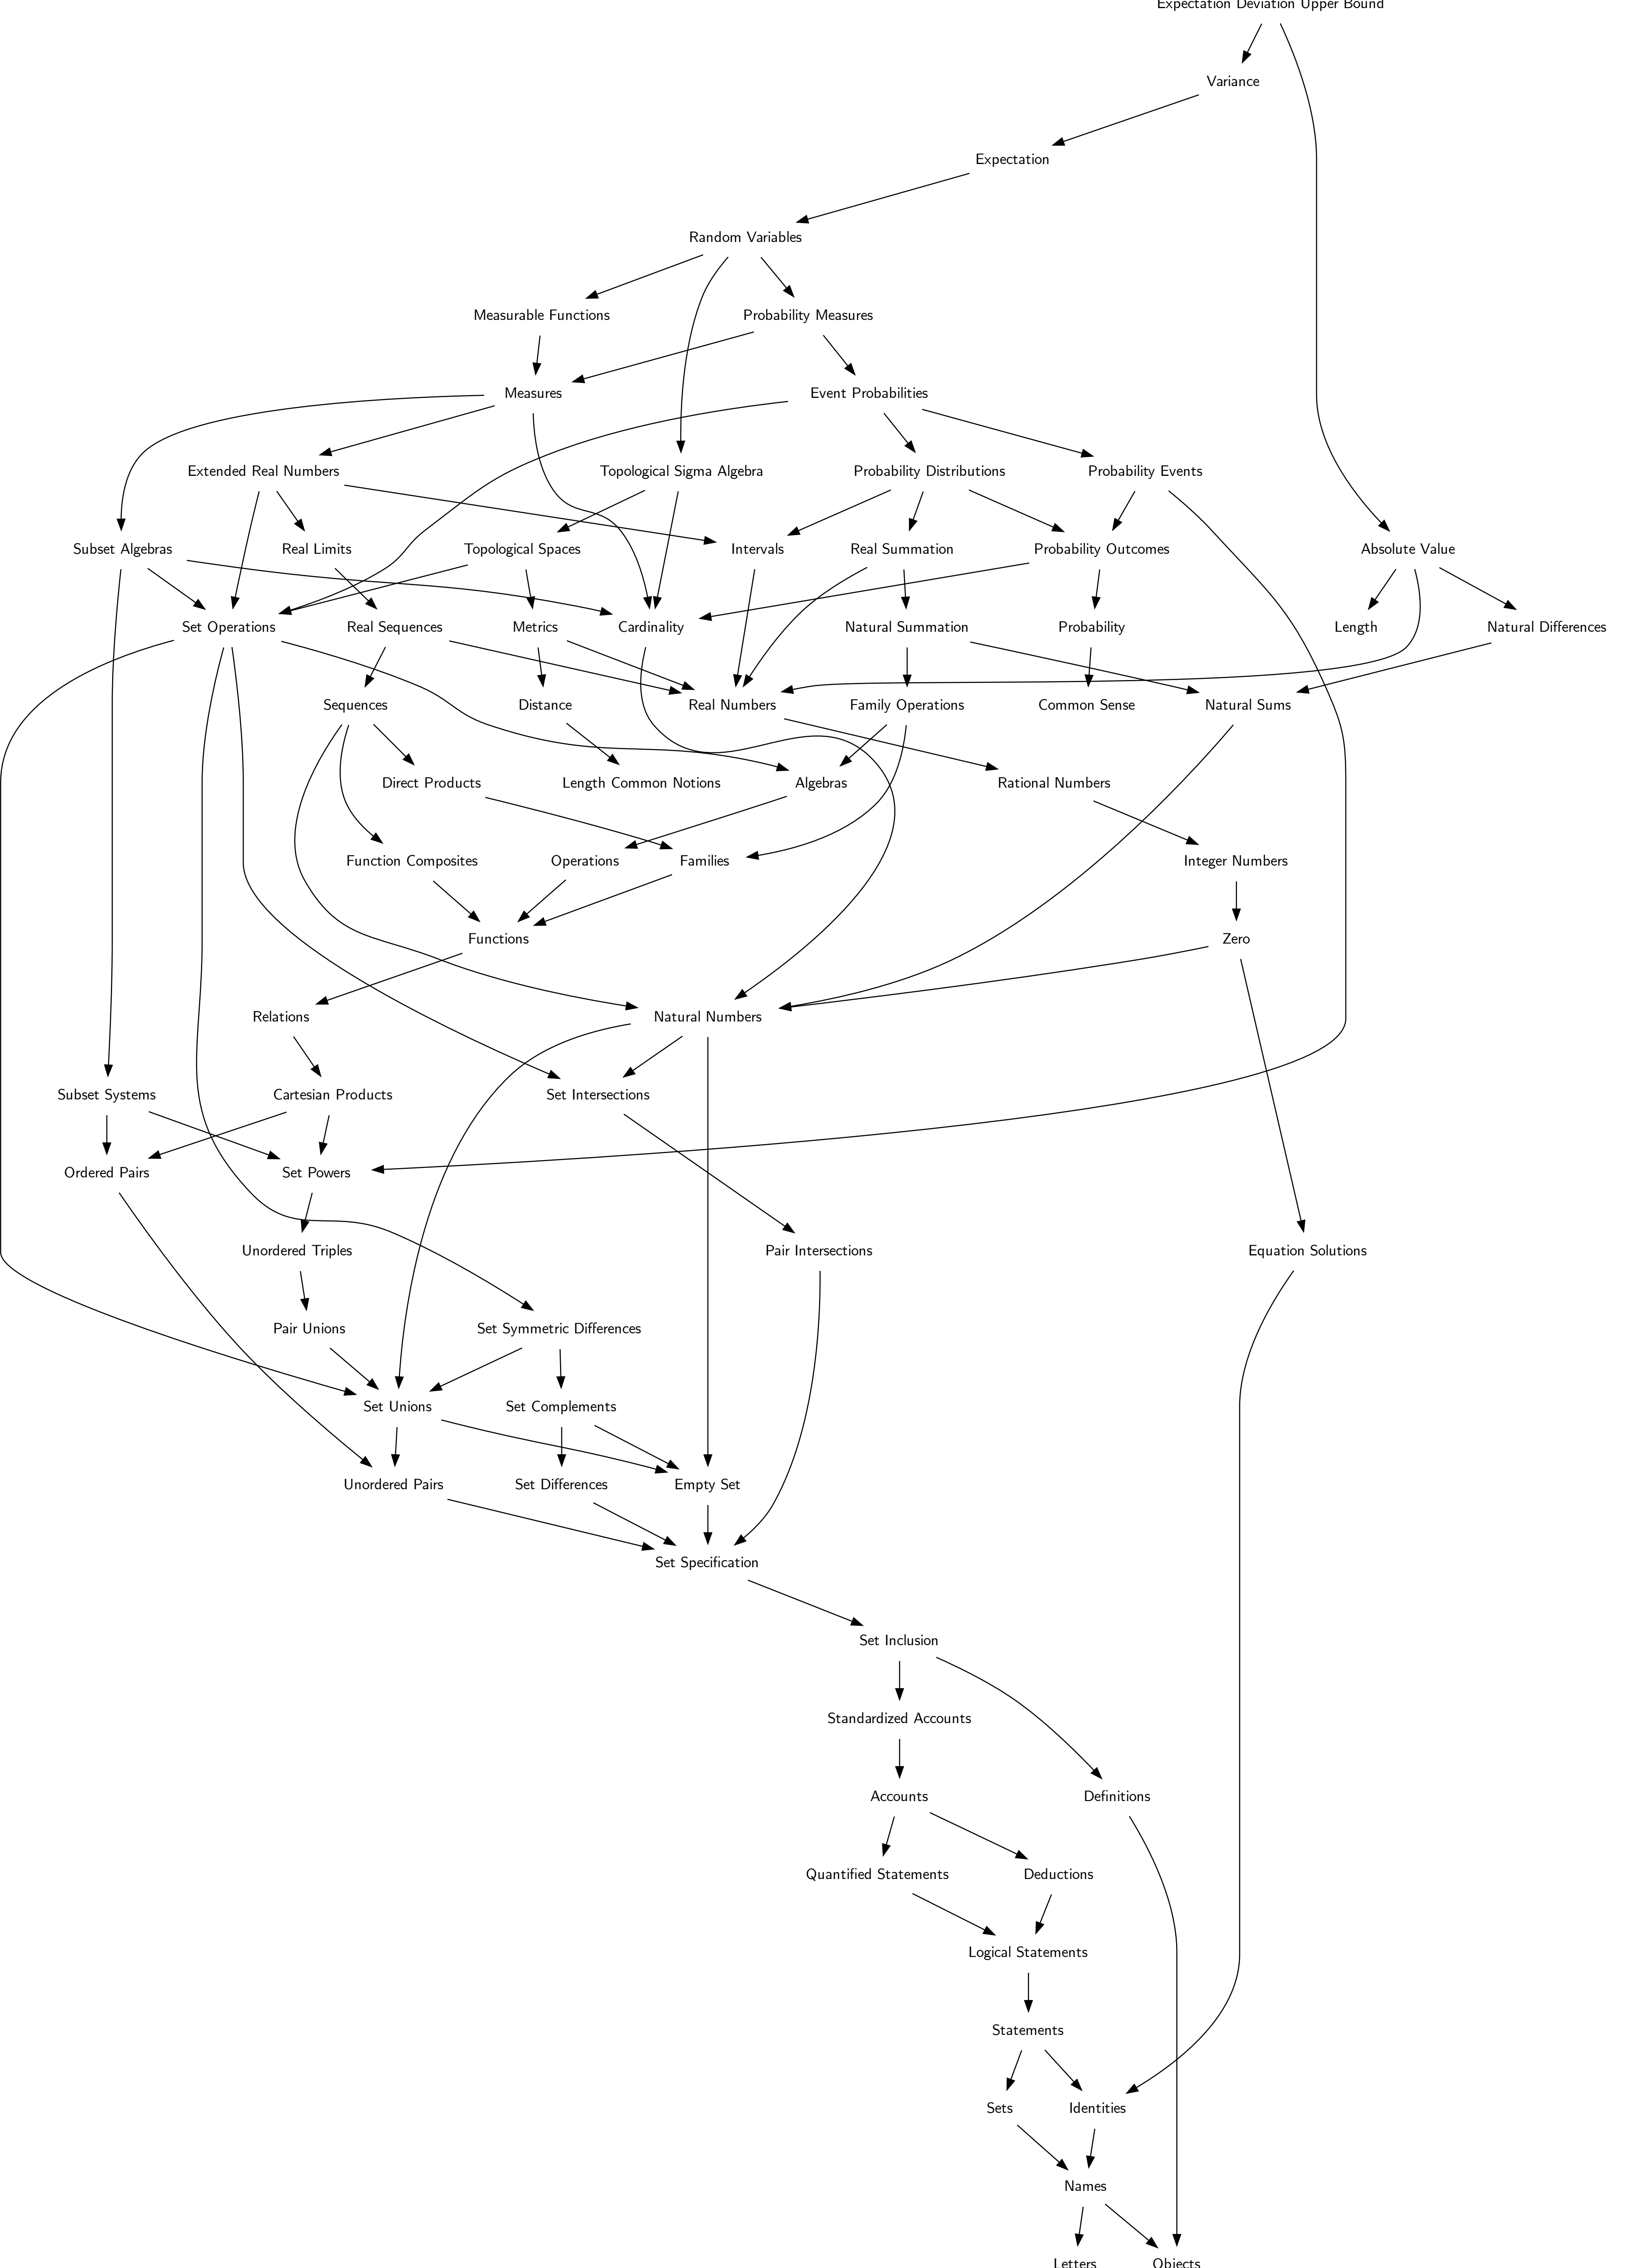 Expectation Deviation Upper Bound
Variance
Expectation
Random Variables
Measurable Functions
Probability Measures
Measures
Event Probabilities
Extended Real Numbers
Topological Sigma Algebra
Probability Distributions
Probability Events
Subset Algebras
Real Limits
Topological Spaces
Intervals
Real Summation
Probability Outcomes
Absolute Value
Set Operations
Real Sequences
Metrics
Cardinality
Natural Summation
Probability
Length
Natural Differences
Sequences
Distance
Real Numbers
Family Operations
Common Sense
Natural Sums
Direct Products
Length Common Notions
Algebras
Rational Numbers
Function Composites
Operations
Families
Integer Numbers
Functions
Zero
Relations
Natural Numbers
Subset Systems
Cartesian Products
Set Intersections
Ordered Pairs
Set Powers
Unordered Triples
Pair Intersections
Equation Solutions
Pair Unions
Set Symmetric Differences
Set Unions
Set Complements
Unordered Pairs
Set Differences
Empty Set
Set Specification
Set Inclusion
Standardized Accounts
Accounts
Definitions
Quantified Statements
Deductions
Logical Statements
Statements
Sets
Identities
Names
Letters
Objects